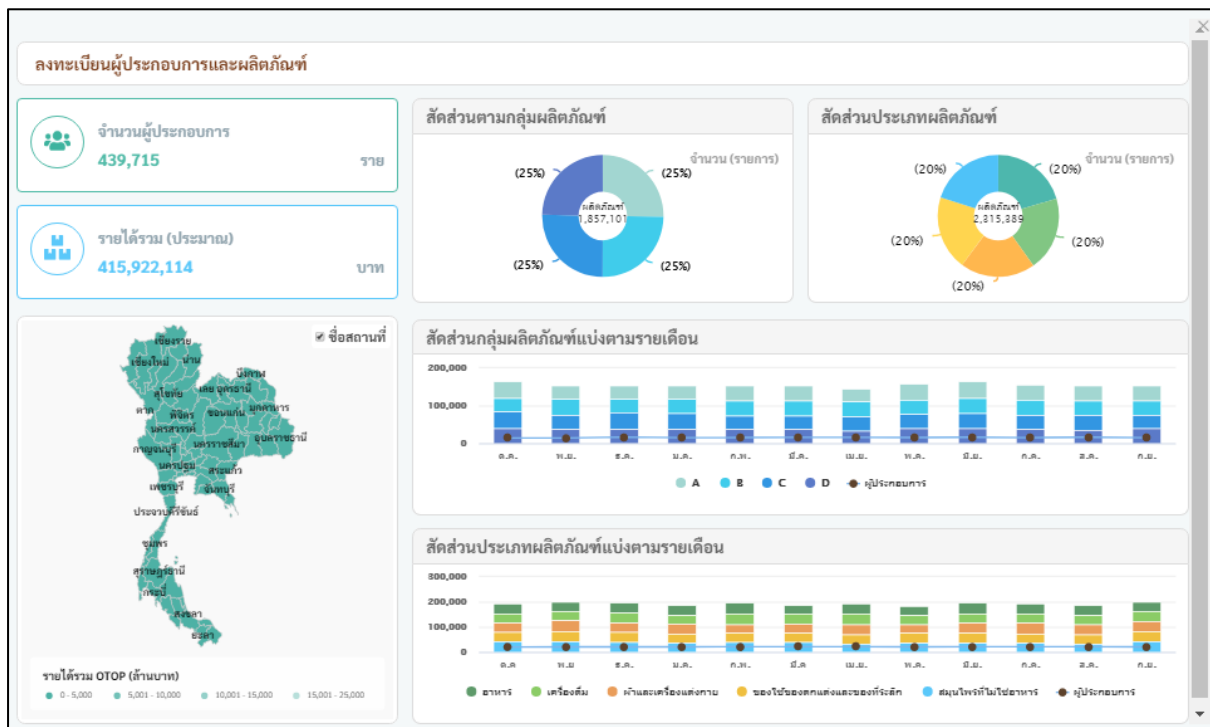 ลงทะเบียนผู้ประกอบการและผลิตภัณฑ์
จำนวนผู้ประกอบการ
439,715 ราย
รายได้รวม (ประมาณ)
415,922,114 บาท
สัดส่วนตามกลุ่มผลิตภัณฑ์
จำนวน (รายการ)
(25%) (25%)
ผลิตภัณฑ์
1,857,101
(25%) (25%)
สัดส่วนประเภทผลิตภัณฑ์
จำนวน (รายการ)
(20%) (20%)
ผลิตภัณฑ์
2,315,389
(20%) (20%)
(20%)
ชื่อสถานที่
เชียงราย
เชียงใหม่ น่าน
บึงกาฬ
สุโขทัย เลย อุดรธานี
ตาก พิจิตร ขอนแก่น มุกดาหาร
นครสวรรค์ นครราชสีมา อุบลราชธานี
กาญจนบุรี
นครปฐม สระแก้ว
เพชรบุรี จันทบุรี
ประจวบคีรีขันธ์
ชุมพร
สุราษฎร์ธานี
กระบี่
สงขลา
ยะลา
รายได้รวม OTOP (ล้านบาท)
0 - 5,000 5,001 - 10,000 10,001 - 15,000 15,001 - 25,000
สัดส่วนกลุ่มผลิตภัณฑ์แบ่งตามรายเดือน
200,000
100,000
0
ต.ค. พ.ย. ธ.ค. ม.ค. ก.พ. มี.ค. เม.ย. พ.ค. มิ.ย. ก.ค. ส.ค. ก.ย.
A B C D ผู้ประกอบการ
สัดส่วนประเภทผลิตภัณฑ์แบ่งตามรายเดือน
300,000
200,000
100,000
0
ต.ค พ.ย ธ.ค. ม.ค. ก.พ. มี.ค เม.ย. พ.ค. มิ.ย. ก.ค. ส.ค. ก.ย.
อาหาร เครื่องดื่ม ผ้าและเครื่องแต่งกาย ของใช้ของตกแต่งและของที่ระลึก สมุนไพรที่ไม่ใช่อาหาร ผู้ประกอบการ